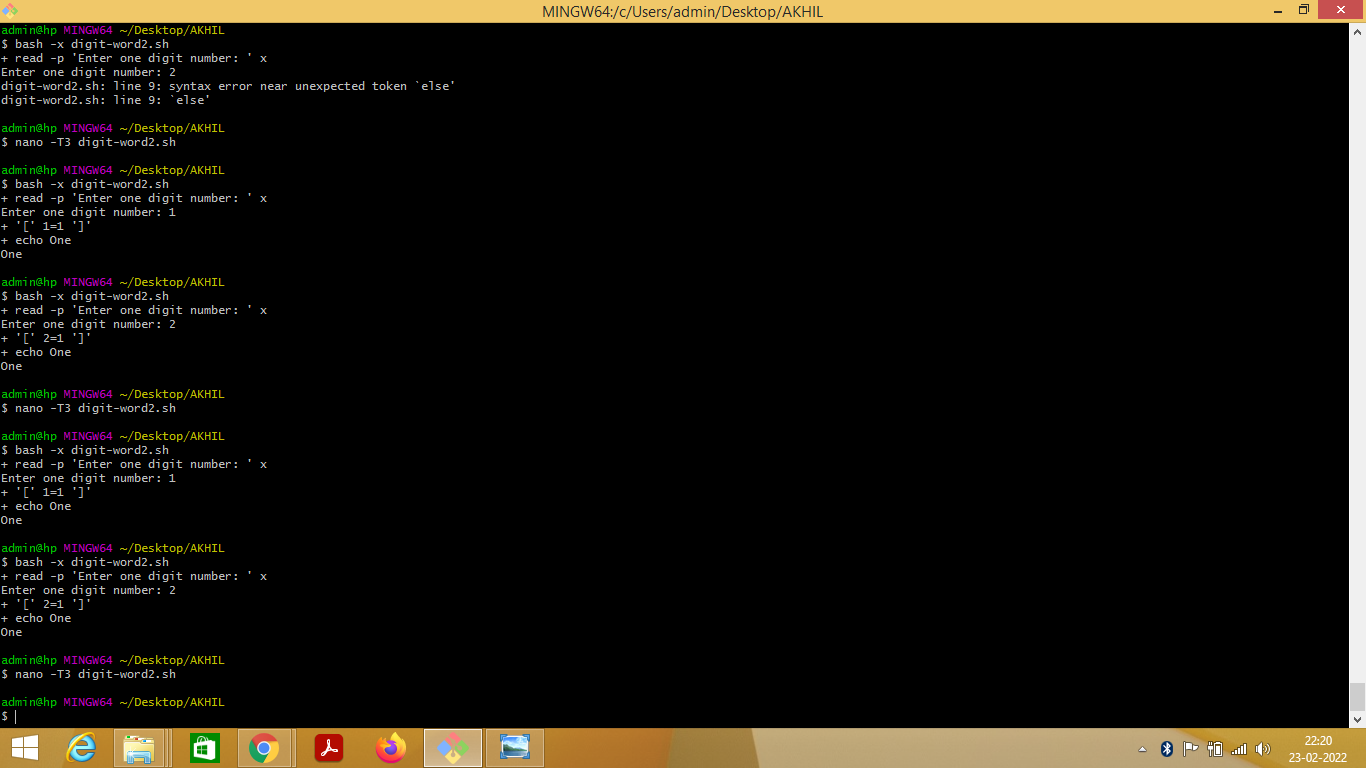 MINGW64:/c/Users/admin/Desktop/AKHIL
admin@hp MINGW64 ~/Desktop/AKHIL
$ bash -x digit-word2.sh
+ read -p 'Enter one digit number: ' x
Enter one digit number: 2
digit-word2.sh: line 9: syntax error near unexpected token `else'
digit-word2.sh: line 9: `else'
admin@hp MINGW64 ~/Desktop/AKHIL
$ nano -T3 digit-word2.sh
admin@hp MINGW64 ~/Desktop/AKHIL
$ bash -x digit-word2.sh
+ read -p 'Enter one digit number: ' x
Enter one digit number: 1
+ '[' 1=1 ']'
+ echo One
One
admin@hp MINGW64 ~/Desktop/AKHIL
$ bash -x digit-word2.sh
+ read -p 'Enter one digit number: ' x
Enter one digit number: 2
+ '[' 2=1 ']'
+ echo One
One
admin@hp MINGW64 ~/Desktop/AKHIL
$ nano -T3 digit-word2.sh
admin@hp MINGW64 ~/Desktop/AKHIL
$ bash -x digit-word2.sh
+ read -p 'Enter one digit number: ' x
Enter one digit number: 1
+ '[' 1=1 ']'
+ echo One
One
admin@hp MINGW64 ~/Desktop/AKHIL
$ bash -x digit-word2.sh
+ read -p 'Enter one digit number: ' x
Enter one digit number: 2
+ '[' 2=1 ']'
+ echo One
One
admin@hp MINGW64 ~/Desktop/AKHIL
$ nano -T3 digit-word2.sh
admin@hp MINGW64 ~/Desktop/AKHIL
$
22:20
23-02-2022